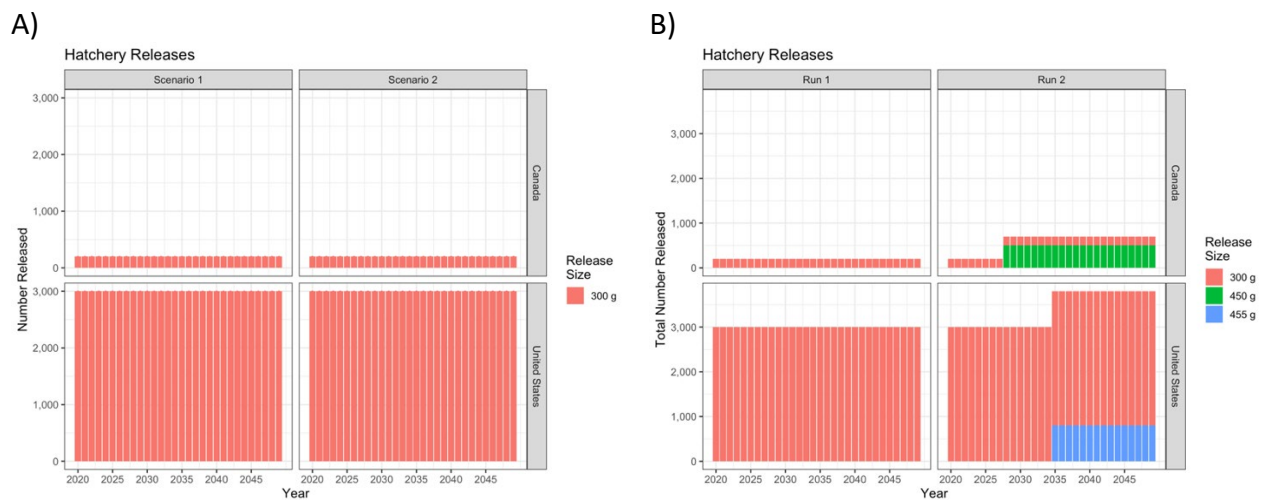 A)
Hatchery Releases
Scenario 1
Scenario 2
3,000
2,000
1,000
0
Canada
3,000
2,000
1,000
0
United States
Number Released
2020 2025 2030 2035 2040 2045
2020 2025 2030 2035 2040 2045
Year
Release
Size
300 g
B)
Hatchery Releases
Run 1
Run 2
3,000
2,000
1,000
0
Canada
3,000
2,000
1,000
0
United States
Total Number Released
2020 2025 2030 2035 2040 2045
2020 2025 2030 2035 2040 2045
Year
Release
Size
300 g
450 g
455 g